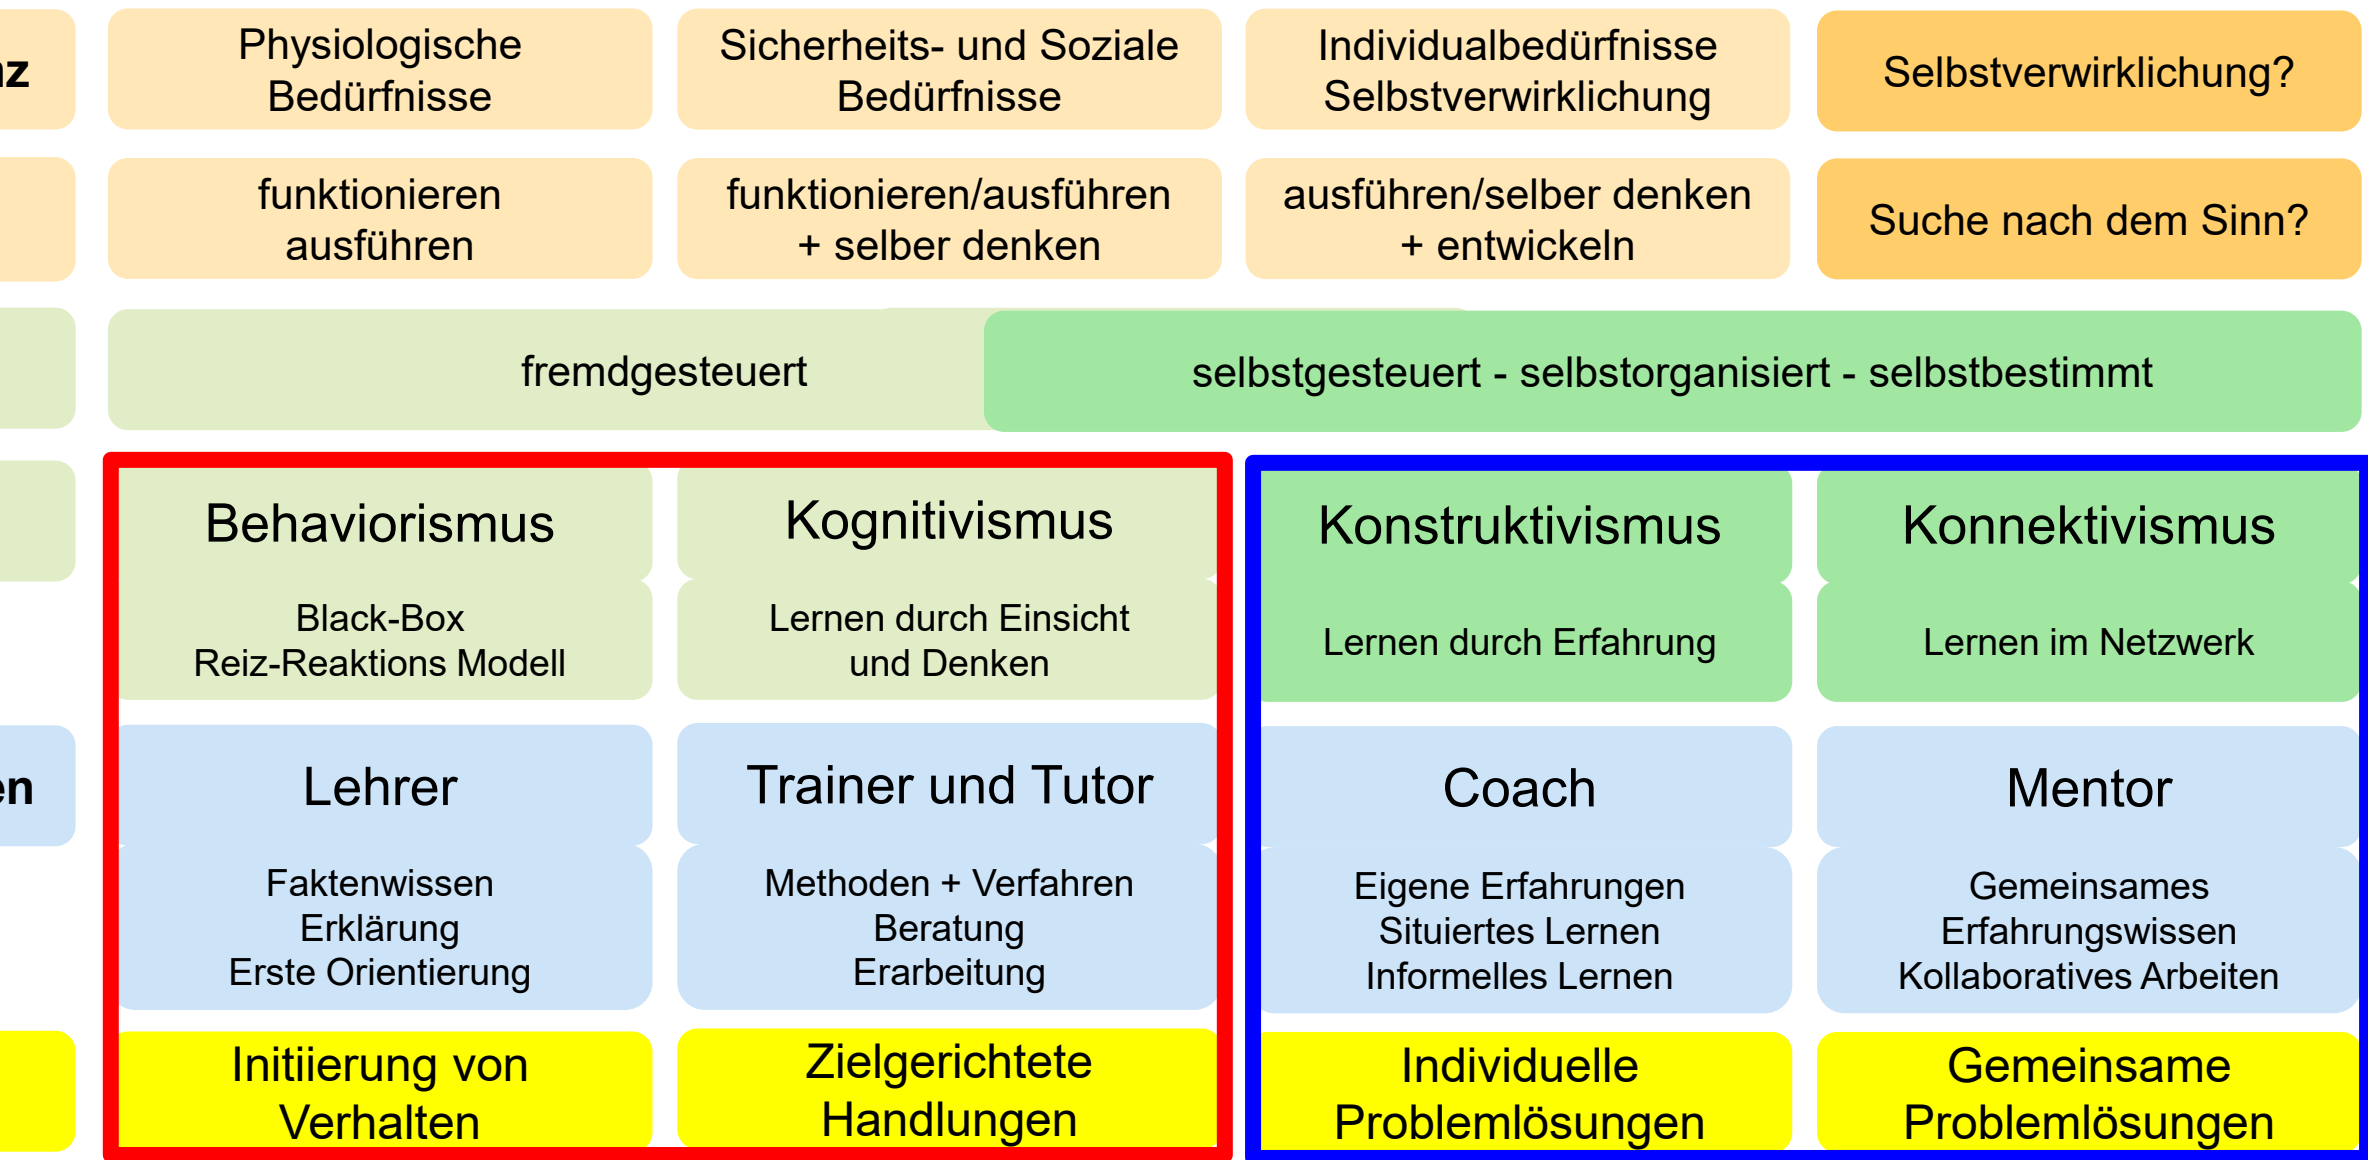 nz
Physiologische
Bedürfnisse
Sicherheits- und Soziale
Bedürfnisse
Individualbedürfnisse
Selbstverwirklichung
Selbstverwirklichung?
funktionieren
ausführen
funktionieren/ausführen
+ selber denken
ausführen/selber denken
+ entwickeln
Suche nach dem Sinn?
fremdgesteuert
selbstgesteuert - selbstorganisiert - selbstbestimmt
Behaviorismus
Kognitivismus
Konstruktivismus
Konnektivismus
Black-Box
Reiz-Reaktions Modell
Lernen durch Einsicht
und Denken
Lernen durch Erfahrung
Lernen im Netzwerk
en
Lehrer
Trainer und Tutor
Coach
Mentor
Faktenwissen
Erklärung
Erste Orientierung
Methoden + Verfahren
Beratung
Erarbeitung
Eigene Erfahrungen
Situiertes Lernen
Informelles Lernen
Gemeinsames
Erfahrungswissen
Kollaboratives Arbeiten
Initiierung von
Verhalten
Zielgerichtete
Handlungen
Individuelle
Problemlösungen
Gemeinsame
Problemlösungen